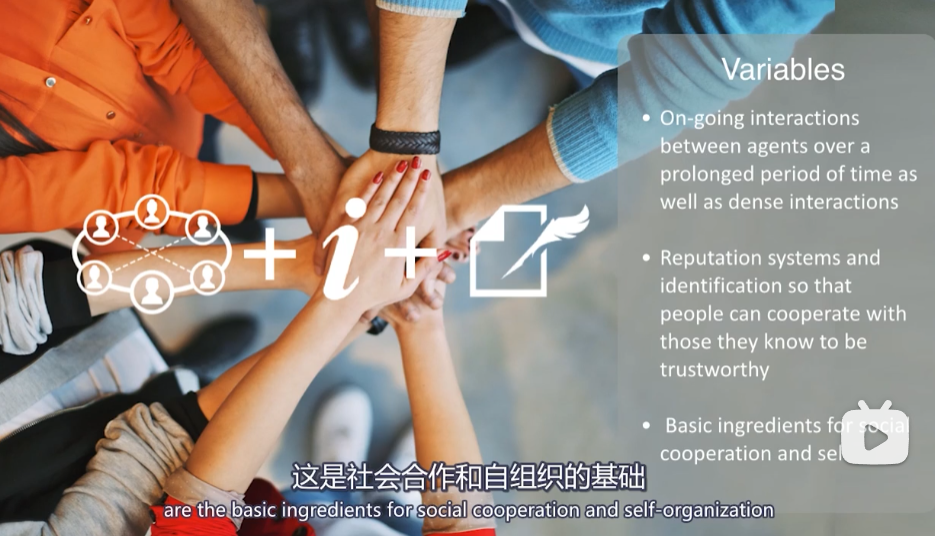 Variables
• On-going interactions
between agents over a
prolonged period of time as
well as dense interactions
• Reputation systems and
identification so that
people can cooperate with
those they know to be
trustworthy
• Basic ingredients for social
cooperation and
i
这是社会合作和自组织的基础
are the basic ingredients for social cooperation and self-organization